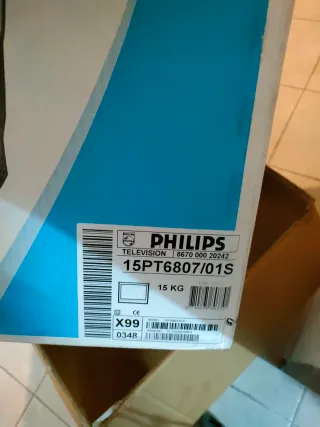 PHILIPS
TELEVISION 8670 000 20242
15PT6807/01S
15 KG
X99
0348